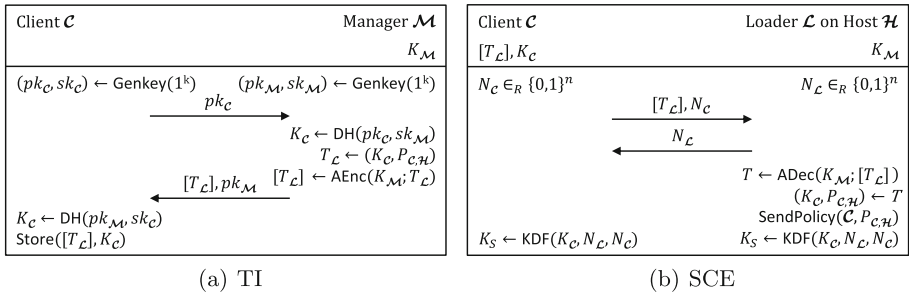 Client 𝓒 Manager 𝓜
K_𝓜
(pk_𝓒, sk_𝓒) ← Genkey(1^k) (pk_𝓜, sk_𝓜) ← Genkey(1^k)
pk_𝓒
K_𝓒 ← DH(pk_𝓒, sk_𝓜)
T_𝓛 ← (K_𝓒, P_𝓒,𝓗)
[T_𝓛] ← AEnc(K_𝓜; T_𝓛)
[T_𝓛], pk_𝓜
K_𝓒 ← DH(pk_𝓜, sk_𝓒)
Store([T_𝓛], K_𝓒)
(a) TI
Client 𝓒 Loader 𝓛 on Host 𝓗
[T_𝓛], K_𝓒 K_𝓜
N_𝓒 ∈_R {0,1}^n N_𝓛 ∈_R {0,1}^n
[T_𝓛], N_𝓒
N_𝓛
T ← ADec(K_𝓜; [T_𝓛])
(K_𝓒, P_𝓒,𝓗) ← T
SendPolicy(𝓒, P_𝓒,𝓗)
K_S ← KDF(K_𝓒, N_𝓛, N_𝓒) K_S ← KDF(K_𝓒, N_𝓛, N_𝓒)
(b) SCE